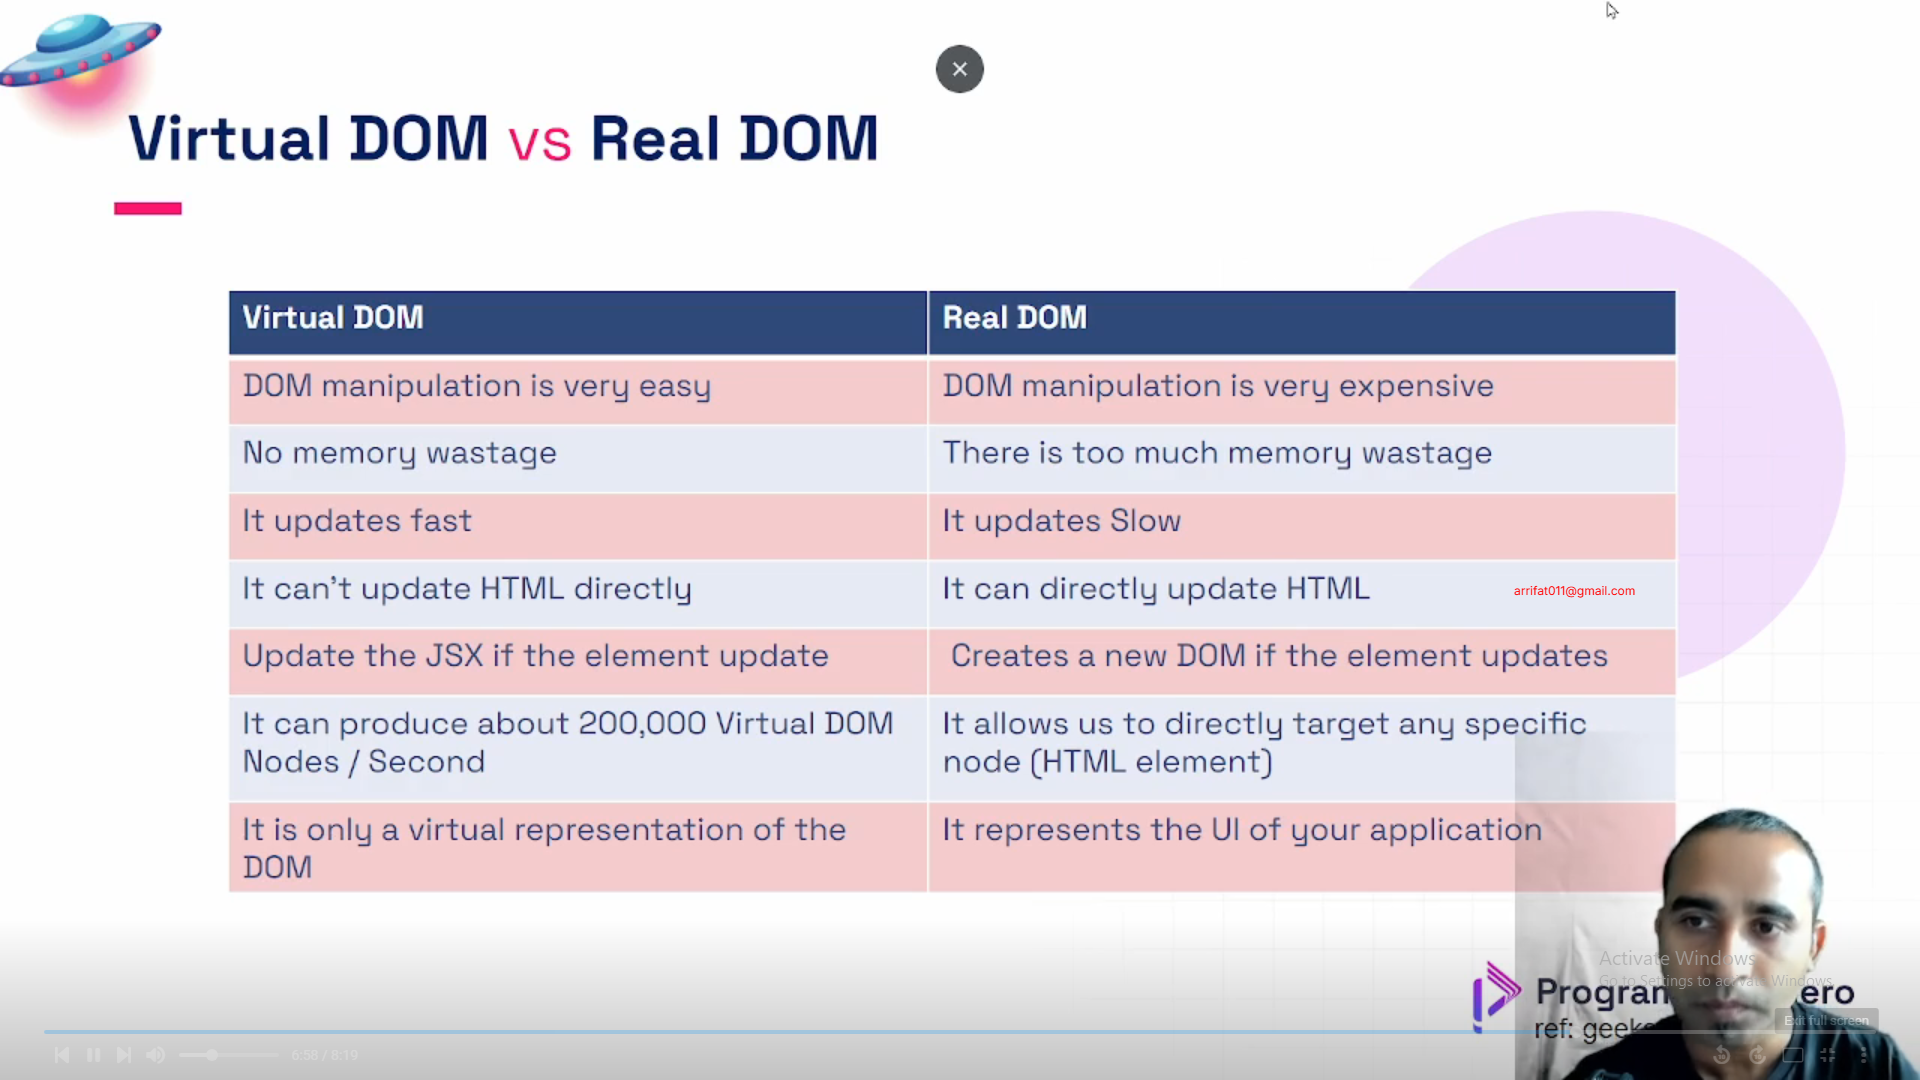 Virtual DOM vs Real DOM
Virtual DOM
Real DOM
DOM manipulation is very easy
DOM manipulation is very expensive
No memory wastage
There is too much memory wastage
It updates fast
It updates Slow
It can't update HTML directly
It can directly update HTML
arrifat011@gmail.com
Update the JSX if the element update
Creates a new DOM if the element updates
It can produce about 200,000 Virtual DOM
Nodes / Second
It allows us to directly target any specific
node (HTML element)
It is only a virtual representation of the
DOM
It represents the UI of your application
Activate Windows
Go to Settings to activate Windows.
ref:
Exit full screen
6:58 / 8:19